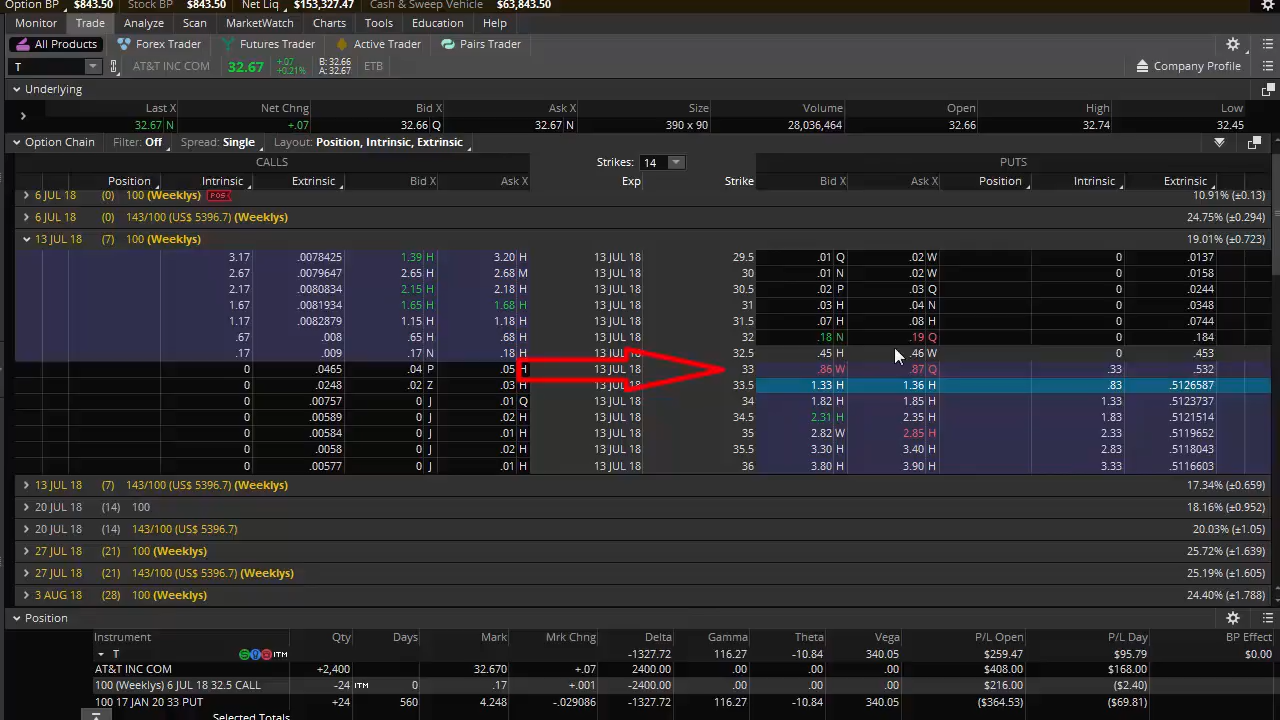 Option BP $843.50 Stock BP $843.50 Net Liq $153,327.47 Cash & Sweep Vehicle $63,843.50
Monitor Trade Analyze Scan MarketWatch Charts Tools Education Help
All Products Forex Trader Futures Trader Active Trader Pairs Trader
T AT&T INC COM 32.67 +.07 +0.21% B: 32.66 A: 32.67 ETB Company Profile
Underlying
Last X Net Chng Bid X Ask X Size Volume Open High Low
32.67 N +.07 32.66 Q 32.67 N 390 x 90 28,036,464 32.66 32.74 32.45
Option Chain Filter: Off Spread: Single Layout: Position, Intrinsic, Extrinsic
CALLS Strikes: 14 PUTS
Position Intrinsic Extrinsic Bid X Ask X Exp Strike Bid X Ask X Position Intrinsic Extrinsic
6 JUL 18 (0) 100 (Weeklys) POS 10.91% (±0.13)
6 JUL 18 (0) 143/100 (US$ 5396.7) (Weeklys) 24.75% (±0.294)
13 JUL 18 (7) 100 (Weeklys) 19.01% (±0.723)
3.17 .0078425 1.39 H 3.20 H 13 JUL 18 29.5 .01 Q .02 W 0 .0137
2.67 .0079647 2.65 H 2.68 M 13 JUL 18 30 .01 N .02 W 0 .0158
2.17 .0080834 2.15 H 2.18 H 13 JUL 18 30.5 .02 P .03 Q 0 .0244
1.67 .0081934 1.65 H 1.68 H 13 JUL 18 31 .03 H .04 N 0 .0348
1.17 .0082879 1.15 H 1.18 H 13 JUL 18 31.5 .07 H .08 H 0 .0744
.67 .008 .65 H .68 H 13 JUL 18 32 .18 N .19 Q 0 .184
.17 .009 .17 N .18 H 13 JUL 18 32.5 .45 H .46 W 0 .453
0 .0465 .04 P .05 H 13 JUL 18 33 .86 W .87 Q .33 .532
0 .0248 .02 Z .03 H 13 JUL 18 33.5 1.33 H 1.36 H .83 .5126587
0 .00757 0 J .01 Q 13 JUL 18 34 1.82 H 1.85 H 1.33 .5123737
0 .00589 0 J .02 H 13 JUL 18 34.5 2.31 H 2.35 H 1.83 .5121514
0 .00584 0 J .01 H 13 JUL 18 35 2.82 W 2.85 H 2.33 .5119652
0 .0058 0 J .02 H 13 JUL 18 35.5 3.30 H 3.40 H 2.83 .5118043
0 .00577 0 J .01 H 13 JUL 18 36 3.80 H 3.90 H 3.33 .5116603
13 JUL 18 (7) 143/100 (US$ 5396.7) (Weeklys) 17.34% (±0.659)
20 JUL 18 (14) 100 18.16% (±0.952)
20 JUL 18 (14) 143/100 (US$ 5396.7) 20.03% (±1.05)
27 JUL 18 (21) 100 (Weeklys) 25.72% (±1.639)
27 JUL 18 (21) 143/100 (US$ 5396.7) (Weeklys) 25.19% (±1.605)
3 AUG 18 (28) 100 (Weeklys) 24.40% (±1.788)
Position
Instrument Qty Days Mark Mrk Chng Delta Gamma Theta Vega P/L Open P/L Day BP Effect
T ITM -1327.72 116.27 -10.84 340.05 $259.47 $95.79 $0.00
AT&T INC COM +2,400 32.670 +.07 2400.00 .00 .00 .00 $408.00 $168.00
100 (Weeklys) 6 JUL 18 32.5 CALL -24 ITM 0 .17 +.001 -2400.00 .00 .00 .00 $216.00 ($2.40)
100 17 JAN 20 33 PUT +24 560 4.248 -.029086 -1327.72 116.27 -10.84 340.05 ($364.53) ($69.81)
Selected Totals